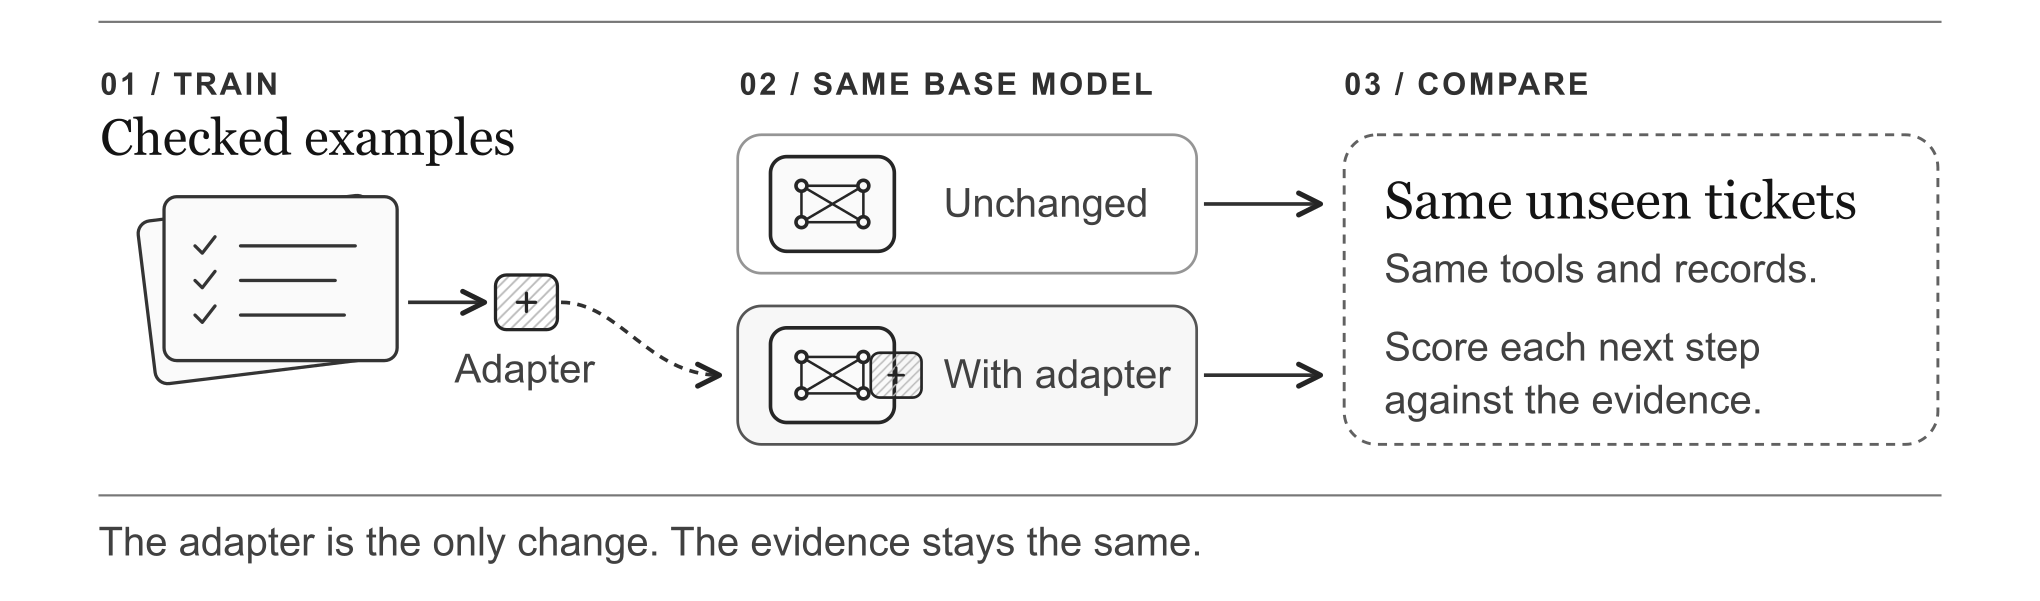 01 / TRAIN
Checked examples
Adapter
02 / SAME BASE MODEL
Unchanged
With adapter
03 / COMPARE
Same unseen tickets
Same tools and records.
Score each next step
against the evidence.
The adapter is the only change. The evidence stays the same.